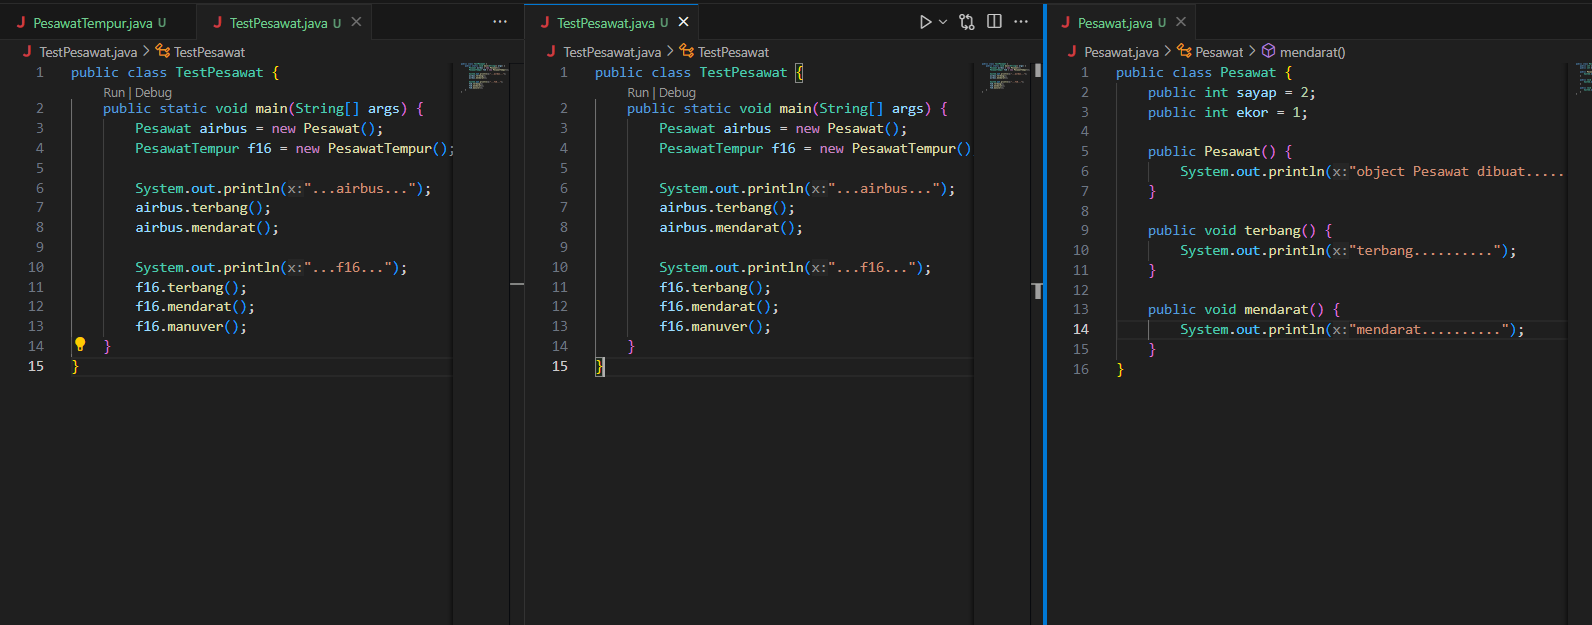 PesawatTempur.java U
TestPesawat.java U
TestPesawat.java > TestPesawat
1 public class TestPesawat {
Run | Debug
2 public static void main(String[] args) {
3 Pesawat airbus = new Pesawat();
4 PesawatTempur f16 = new PesawatTempur();
5
6 System.out.println(x:"...airbus...");
7 airbus.terbang();
8 airbus.mendarat();
9
10 System.out.println(x:"...f16...");
11 f16.terbang();
12 f16.mendarat();
13 f16.manuver();
14 }
15 }
TestPesawat.java U
TestPesawat.java > TestPesawat
1 public class TestPesawat {
Run | Debug
2 public static void main(String[] args) {
3 Pesawat airbus = new Pesawat();
4 PesawatTempur f16 = new PesawatTempur()
5
6 System.out.println(x:"...airbus...");
7 airbus.terbang();
8 airbus.mendarat();
9
10 System.out.println(x:"...f16...");
11 f16.terbang();
12 f16.mendarat();
13 f16.manuver();
14 }
15 }
Pesawat.java U
Pesawat.java > Pesawat > mendarat()
1 public class Pesawat {
2 public int sayap = 2;
3 public int ekor = 1;
4
5 public Pesawat() {
6 System.out.println(x:"object Pesawat dibuat.....
7 }
8
9 public void terbang() {
10 System.out.println(x:"terbang..........");
11 }
12
13 public void mendarat() {
14 System.out.println(x:"mendarat..........");
15 }
16 }